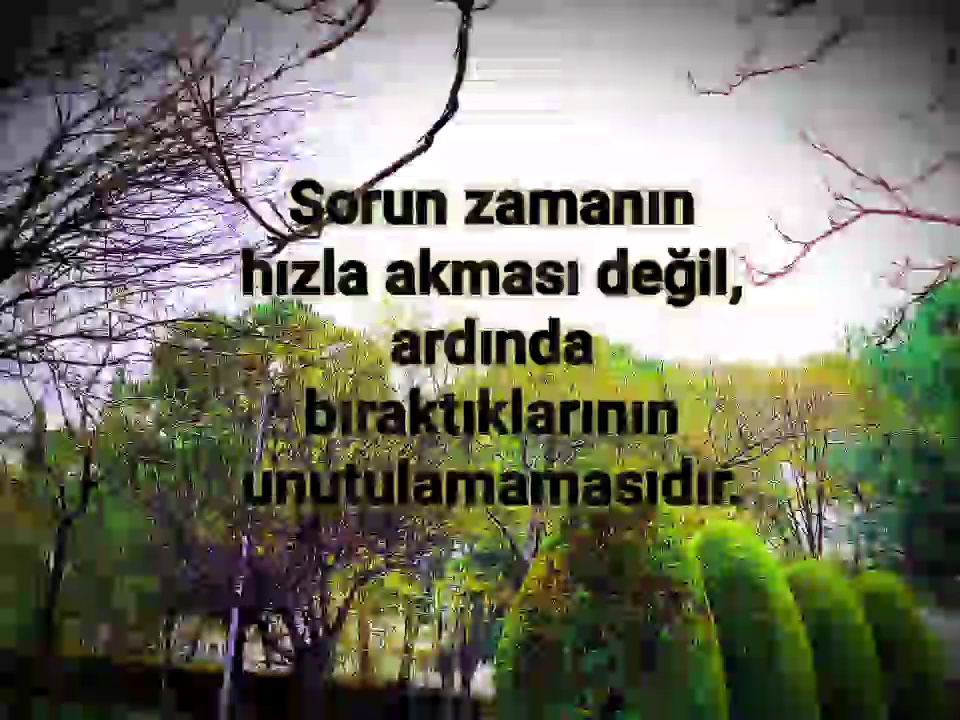 Sorun zamanın
hızla akması değil,
ardında
bıraktıklarının
unutulamamasıdır.